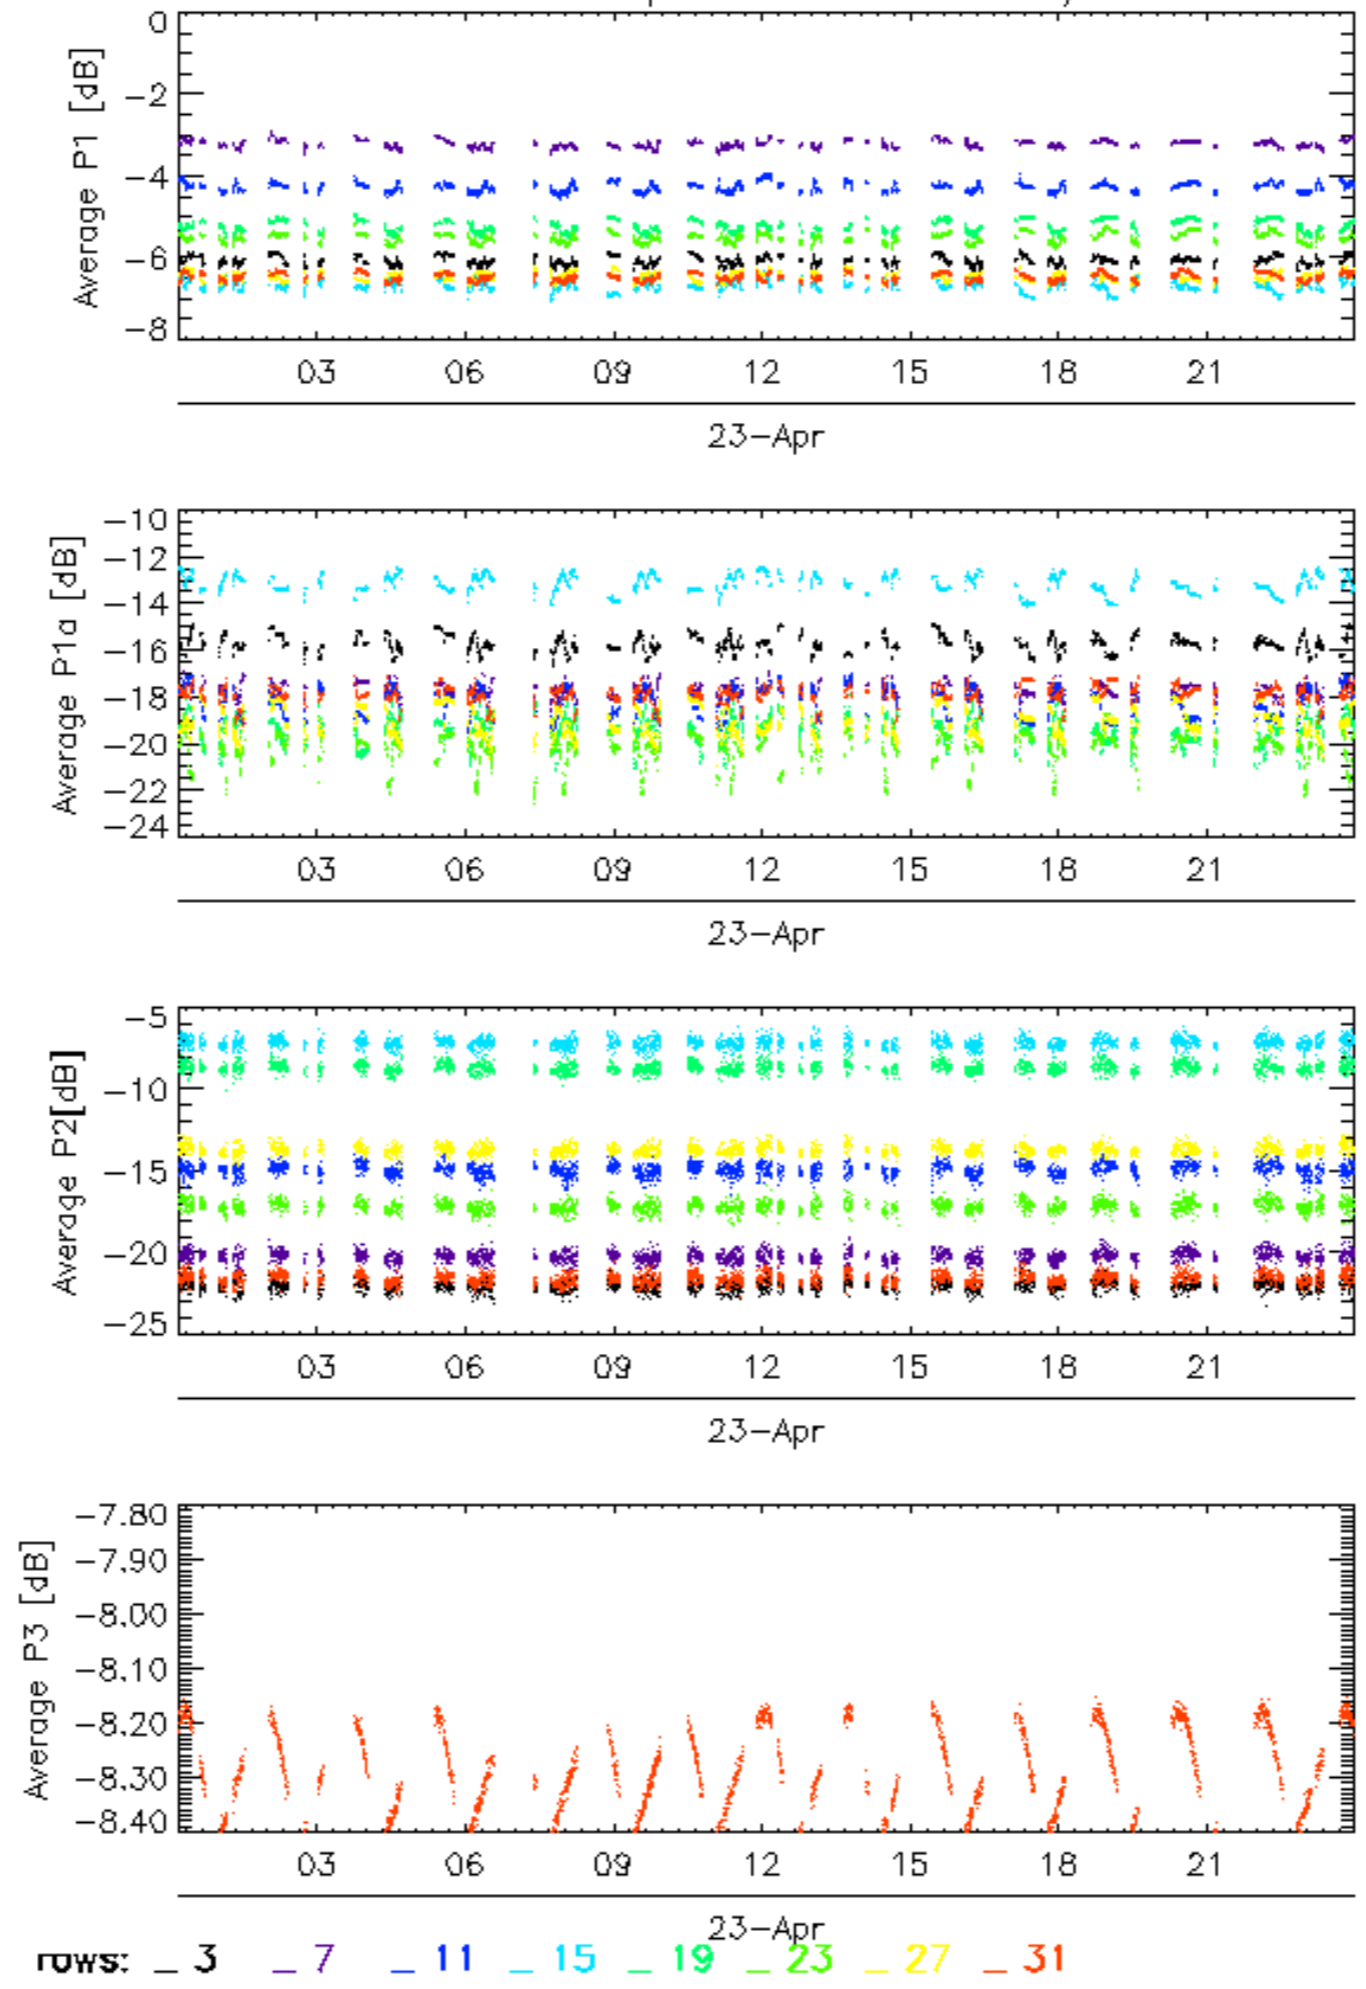 0
-2
-4
-6
-8
Average P1 [dB]
03 06 09 12 15 18 21
23-Apr
-10
-12
-14
-16
-18
-20
-22
-24
Average P1a [dB]
03 06 09 12 15 18 21
23-Apr
-5
-10
-15
-20
-25
Average P2[dB]
03 06 09 12 15 18 21
23-Apr
-7.80
-7.90
-8.00
-8.10
-8.20
-8.30
-8.40
Average P3 [dB]
03 06 09 12 15 18 21
23-Apr
rows: _ 3 _ 7 _ 11 _ 15 _ 19 _ 23 _ 27 _ 31